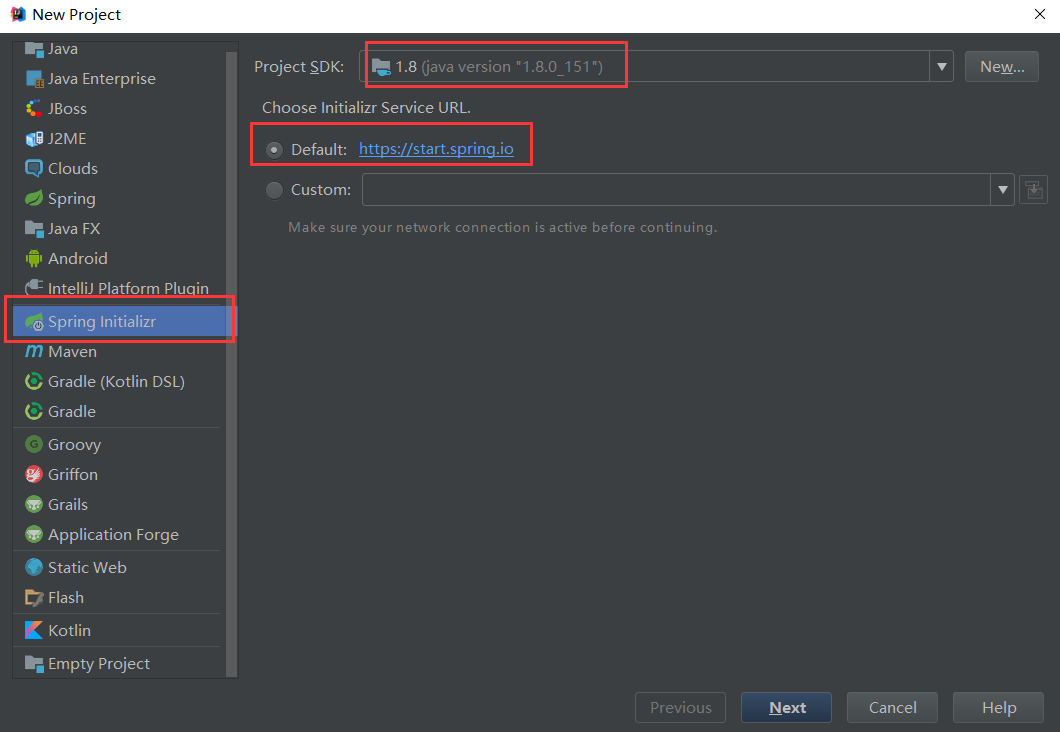 New Project
Java
Java Enterprise
JBoss
J2ME
Clouds
Spring
Java FX
Android
IntelliJ Platform Plugin
Spring Initializr
Maven
Gradle (Kotlin DSL)
Gradle
Groovy
Griffon
Grails
Application Forge
Static Web
Flash
Kotlin
Empty Project
Project SDK: 1.8 (java version "1.8.0_151") New...
Choose Initializr Service URL.
Default: https://start.spring.io
Custom:
Make sure your network connection is active before continuing.
Previous Next Cancel Help